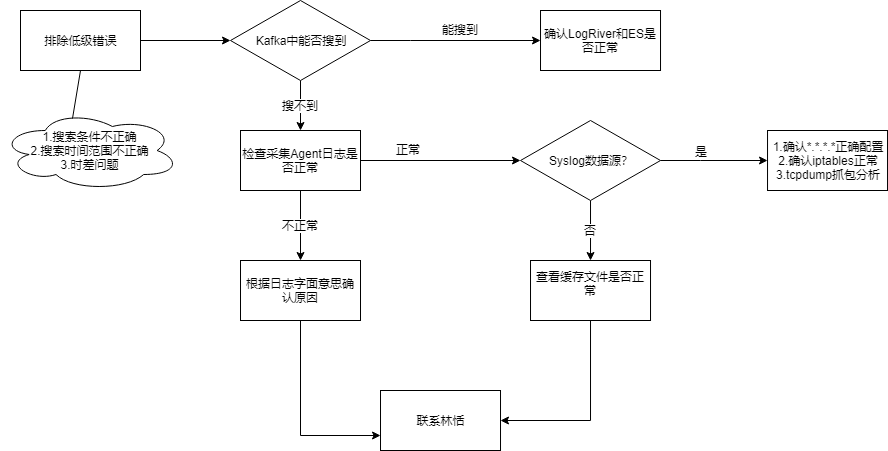 排除低级错误
Kafka中能否搜到
能搜到
确认LogRiver和ES是
否正常
1.搜索条件不正确
2.搜索时间范围不正确
3.时差问题
搜不到
检查采集Agent日志是
否正常
正常
Syslog数据源?
是
1.确认*.*.*.*正确配置
2.确认iptables正常
3.tcpdump抓包分析
不正常
否
根据日志字面意思确
认原因
查看缓存文件是否正
常
联系林恬